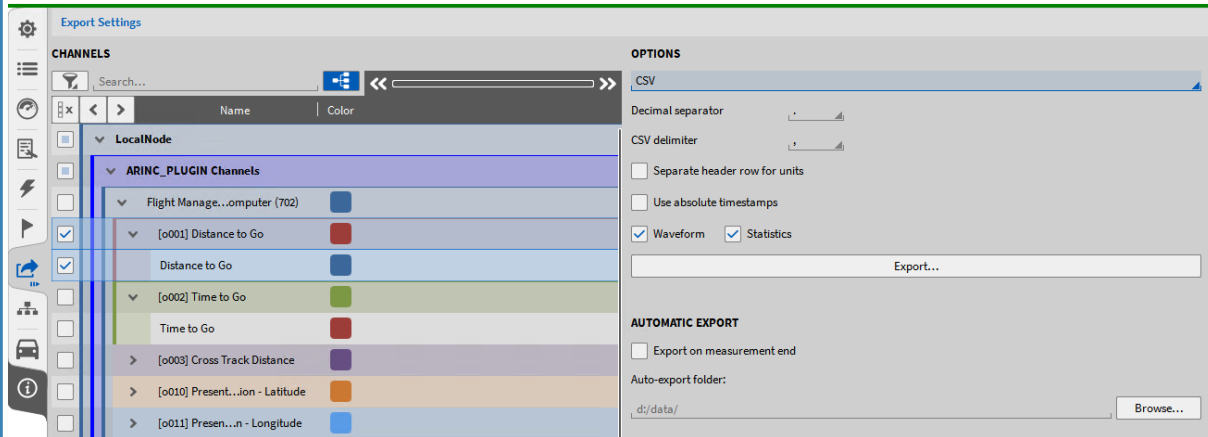 Export Settings
CHANNELS
Search...
Name
Color
LocalNode
ARINC_PLUGIN Channels
Flight Manage...omputer (702)
[o001] Distance to Go
Distance to Go
[o002] Time to Go
Time to Go
[o003] Cross Track Distance
[o010] Present...ion - Latitude
[o011] Presen...n - Longitude
OPTIONS
CSV
Decimal separator .
CSV delimiter ,
Separate header row for units
Use absolute timestamps
Waveform Statistics
Export...
AUTOMATIC EXPORT
Export on measurement end
Auto-export folder:
d:/data/ Browse...